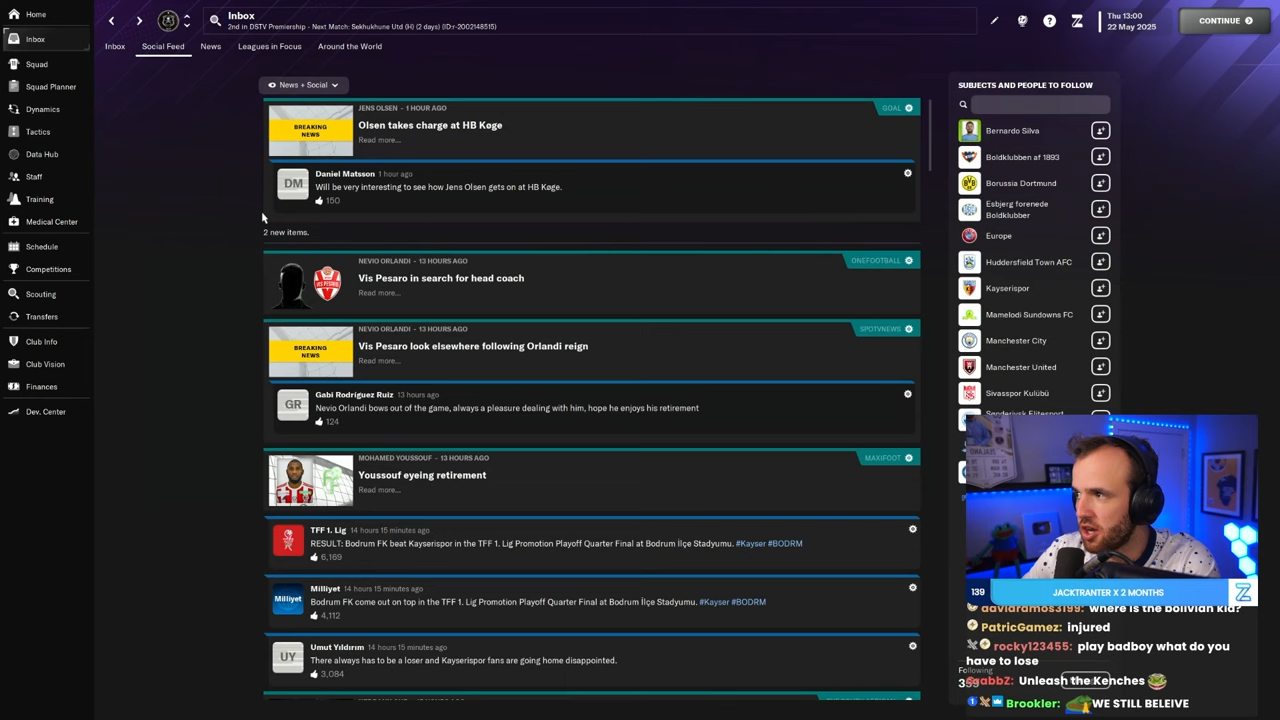 Home
Inbox
Squad
Squad Planner
Dynamics
Tactics
Data Hub
Staff
Training
Medical Center
Schedule
Competitions
Scouting
Transfers
Club Info
Club Vision
Finances
Dev. Center
Inbox
2nd in DSTV Premiership - Next Match: Sekhukhune Utd (H) (2 days) (ID:r-2002148515)
Thu 13:00
22 May 2025
CONTINUE
Inbox
Social Feed
News
Leagues in Focus
Around the World
News + Social
JENS OLSEN - 1 HOUR AGO
GOAL
BREAKING
NEWS
Olsen takes charge at HB Køge
Read more...
DM
Daniel Matsson 1 hour ago
Will be very interesting to see how Jens Olsen gets on at HB Køge.
150
2 new items.
NEVIO ORLANDI - 13 HOURS AGO
ONEFOOTBALL
Vis Pesaro in search for head coach
Read more...
NEVIO ORLANDI - 13 HOURS AGO
SPOTVNEWS
BREAKING
NEWS
Vis Pesaro look elsewhere following Orlandi reign
Read more...
GR
Gabi Rodríguez Ruiz 13 hours ago
Nevio Orlandi bows out of the game, always a pleasure dealing with him, hope he enjoys his retirement
124
MOHAMED YOUSSOUF - 13 HOURS AGO
MAXIFOOT
Youssouf eyeing retirement
Read more...
TFF 1. Lig 14 hours 15 minutes ago
RESULT: Bodrum FK beat Kayserispor in the TFF 1. Lig Promotion Playoff Quarter Final at Bodrum İlçe Stadyumu. #Kayser #BODRM
6,169
Milliyet
Milliyet 14 hours 15 minutes ago
Bodrum FK come out on top in the TFF 1. Lig Promotion Playoff Quarter Final at Bodrum İlçe Stadyumu. #Kayser #BODRM
4,112
UY
Umut Yıldırım 14 hours 15 minutes ago
There always has to be a loser and Kayserispor fans are going home disappointed.
3,084
SUBJECTS AND PEOPLE TO FOLLOW
Bernardo Silva
Boldklubben af 1893
Borussia Dortmund
Esbjerg forenede
Boldklubber
Europe
Huddersfield Town AFC
Kayserispor
Mamelodi Sundowns FC
Manchester City
Manchester United
Sivasspor Kulübü
Sønderjysk Elitesport
139
JACKTRANTER X 2 MONTHS
davidramos3199: where is the bolivian kid?
PatricGamez: injured
rocky123455: play badboy what do you
have to lose
Following
GrabbZ: Unleash the Kenches
Brookler: WE STILL BELEIVE